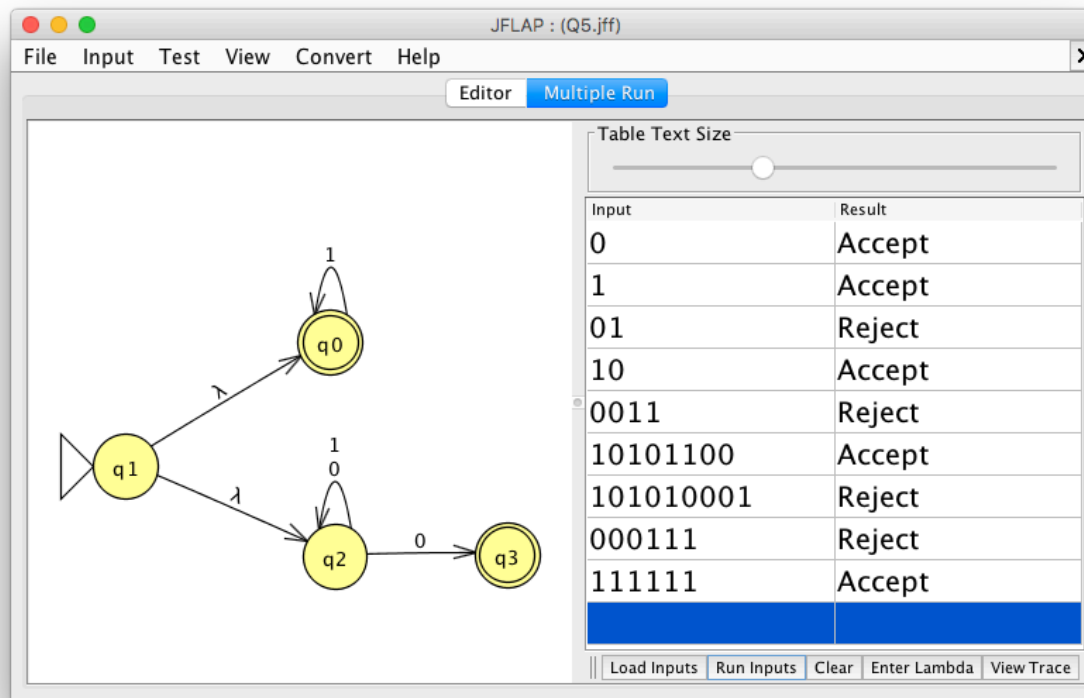 JFLAP : (Q5.jff)
File Input Test View Convert Help
Editor Multiple Run
Table Text Size
Input Result
0 Accept
1 Accept
01 Reject
10 Accept
0011 Reject
10101100 Accept
101010001 Reject
000111 Reject
111111 Accept
Load Inputs Run Inputs Clear Enter Lambda View Trace
1
q0
λ
q1
λ
1
0
q2
0
q3